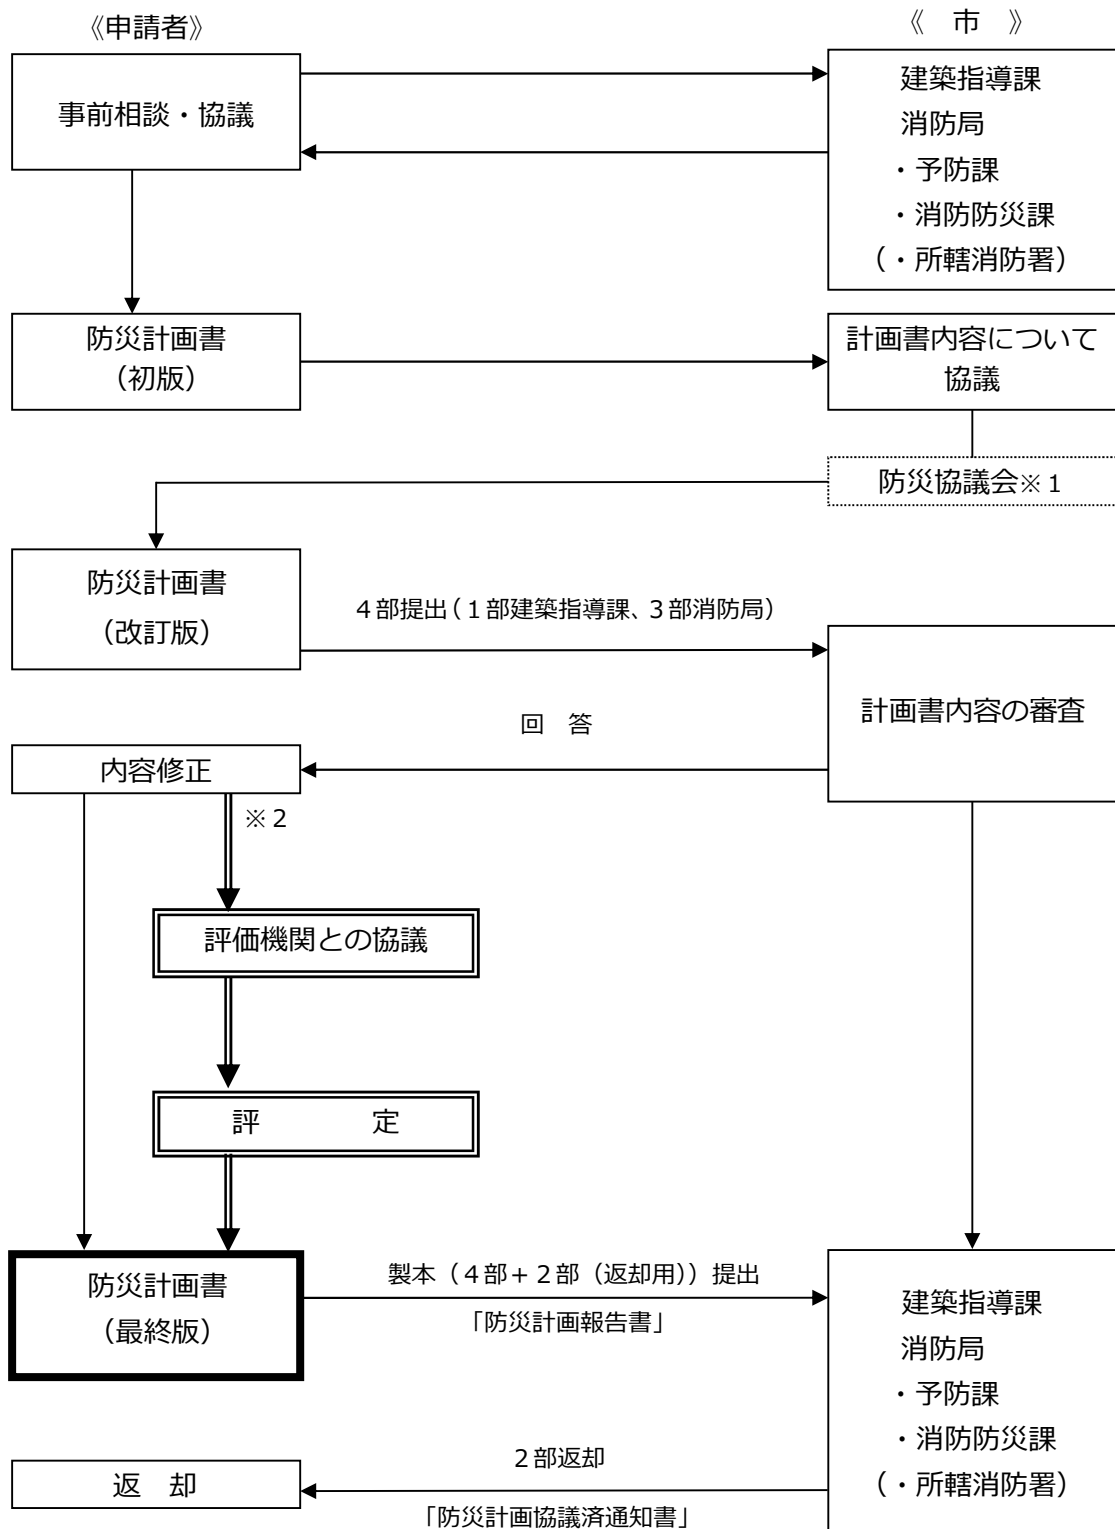 《申請者》
《　市　》
事前相談・協議
建築指導課
消防局
・予防課
・消防防災課
（・所轄消防署）
防災計画書
（初版）
計画書内容について
協議
防災協議会※１
防災計画書
（改訂版）
４部提出（１部建築指導課、３部消防局）
計画書内容の審査
回　答
内容修正
※２
評価機関との協議
評　　　定
防災計画書
（最終版）
製本（４部＋２部（返却用））提出
「防災計画報告書」
建築指導課
消防局
・予防課
・消防防災課
（・所轄消防署）
２部返却
返　却
「防災計画協議済通知書」